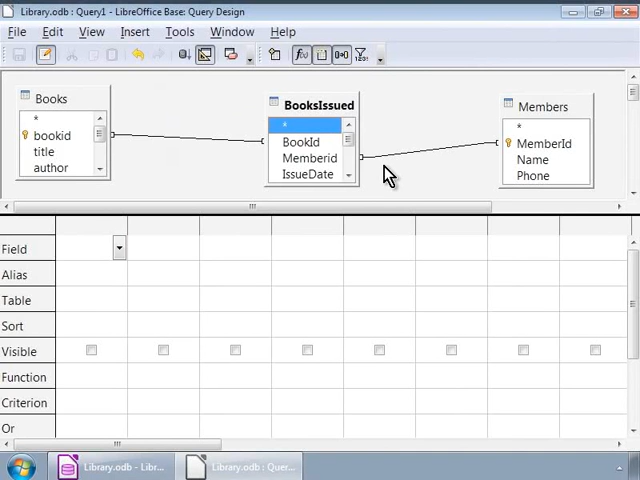 Library.odb : Query1 - LibreOffice Base: Query Design
File Edit View Insert Tools Window Help
Books
*
bookid
title
author
BooksIssued
*
BookId
Memberid
IssueDate
Members
*
MemberId
Name
Phone
Field
Alias
Table
Sort
Visible
Function
Criterion
Or
Library.odb - Libr...
Library.odb : Que...